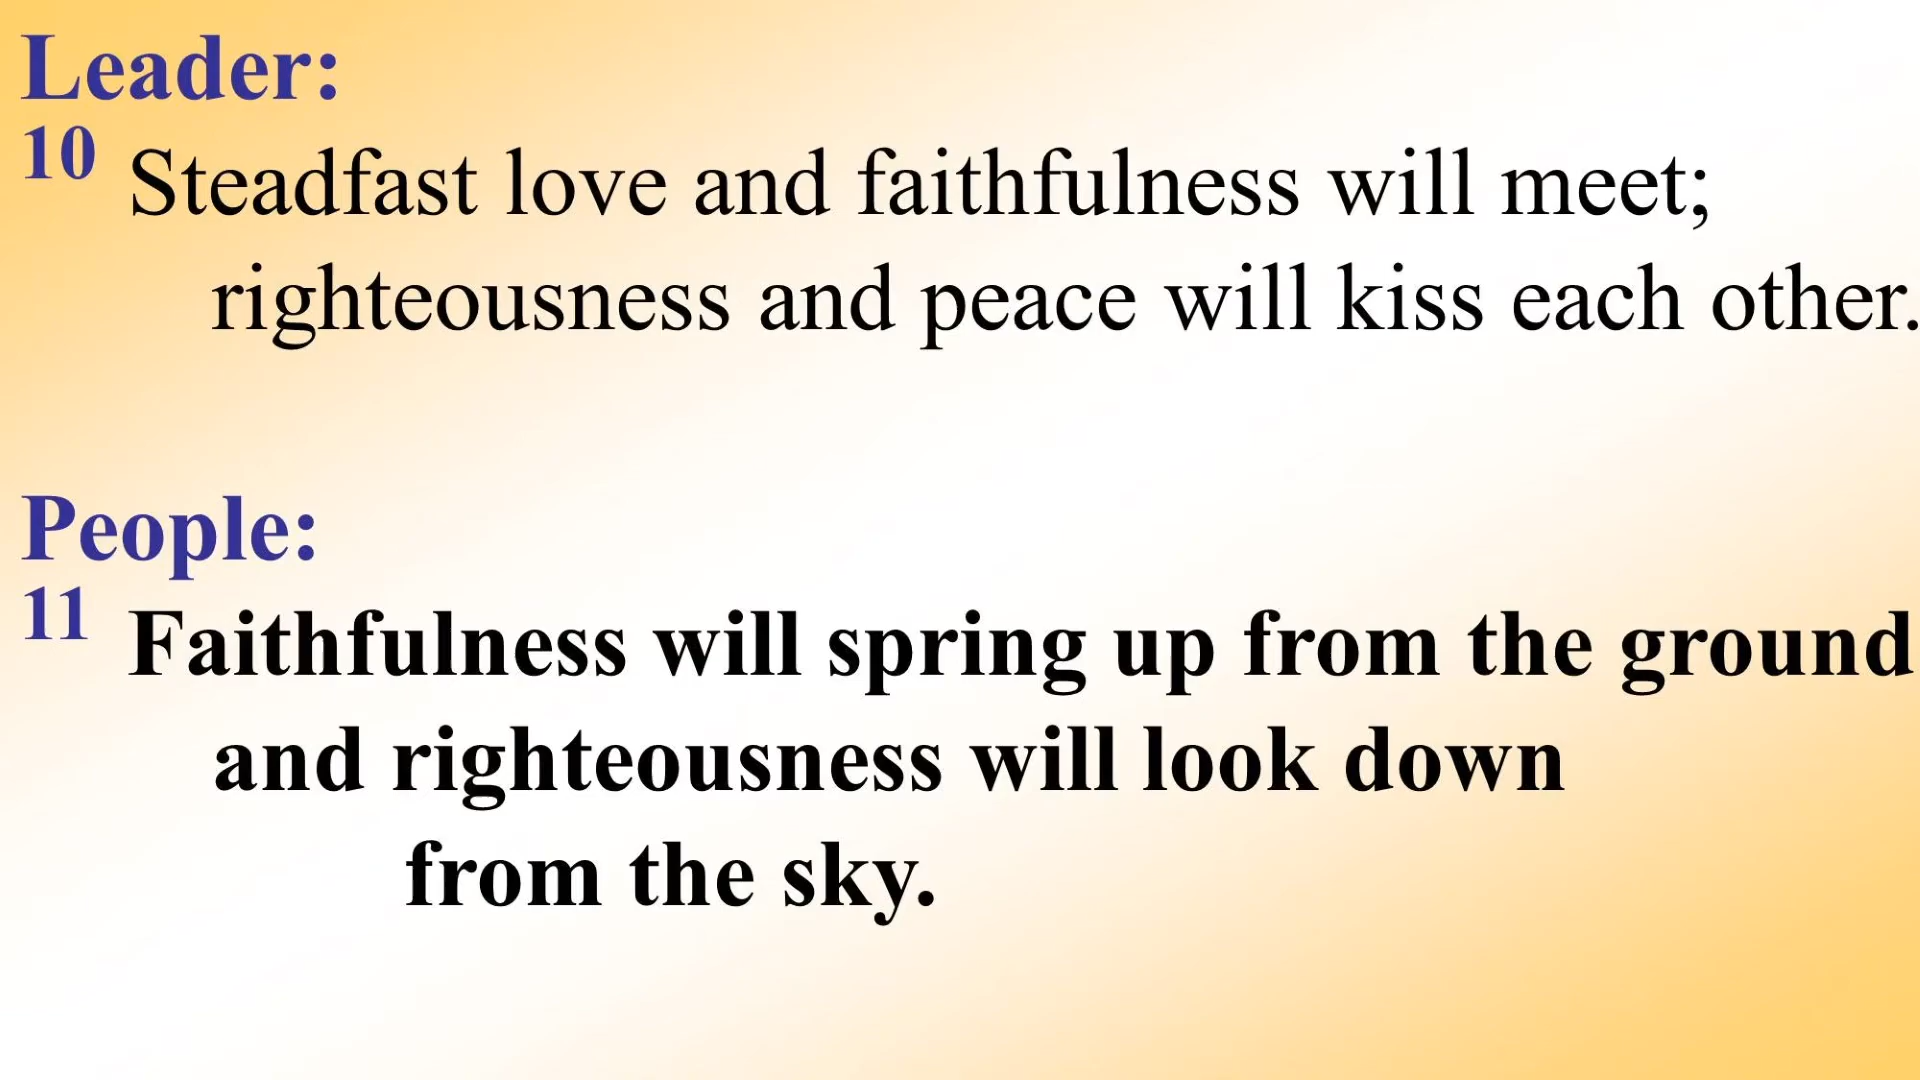 Leader:
10 Steadfast love and faithfulness will meet;
righteousness and peace will kiss each other.
People:
11 Faithfulness will spring up from the ground
and righteousness will look down
from the sky.